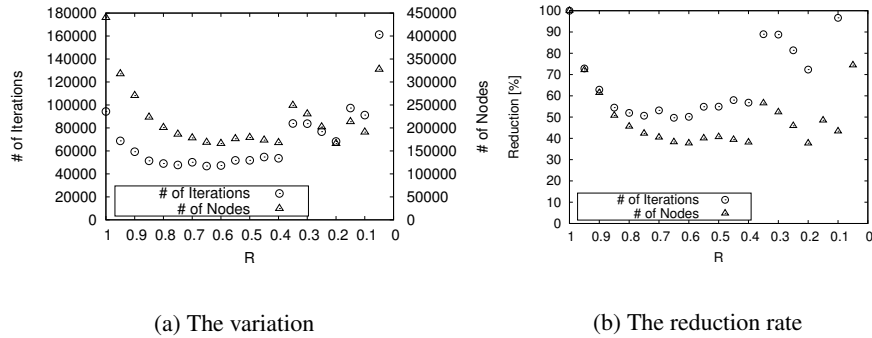 180000
160000
140000
120000
100000
80000
60000
40000
20000
0
# of Iterations
450000
400000
350000
300000
250000
200000
150000
100000
50000
0
# of Nodes
# of Iterations
# of Nodes
1 0.9 0.8 0.7 0.6 0.5 0.4 0.3 0.2 0.1 0
R
(a) The variation
100
90
80
70
60
50
40
30
20
10
0
Reduction [%]
# of Iterations
# of Nodes
1 0.9 0.8 0.7 0.6 0.5 0.4 0.3 0.2 0.1 0
R
(b) The reduction rate